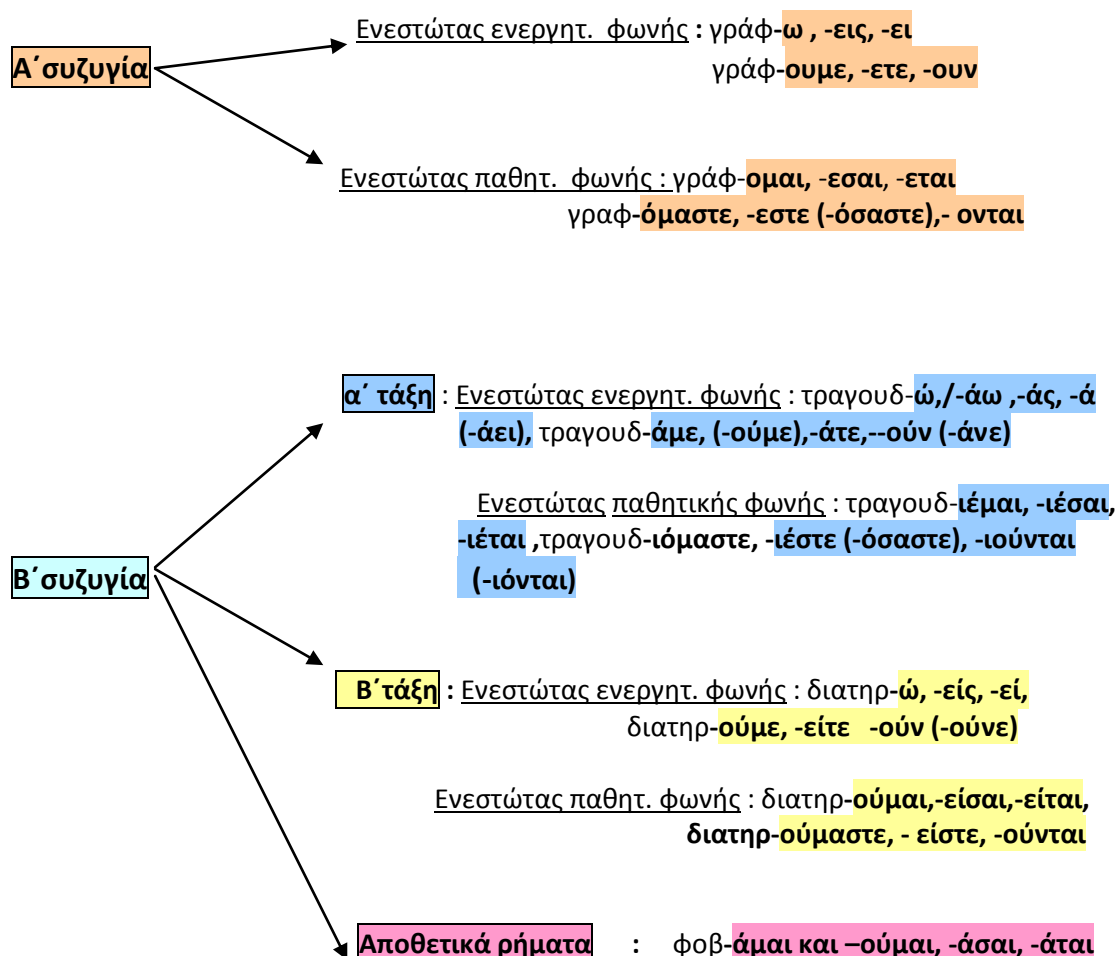 Ενεστώτας ενεργητ. φωνής : γράφ-ω , -εις, -ει
Α΄συζυγία
γράφ-ουμε, -ετε, -ουν
Ενεστώτας παθητ. φωνής : γράφ-ομαι, -εσαι, -εται
γραφ-όμαστε, -εστε (-όσαστε),- ονται
α΄ τάξη : Ενεστώτας ενεργητ. φωνής : τραγουδ-ώ,/-άω ,-άς, -ά
(-άει), τραγουδ-άμε, (-ούμε),-άτε,--ούν (-άνε)
Ενεστώτας παθητικής φωνής : τραγουδ-ιέμαι, -ιέσαι,
-ιέται ,τραγουδ-ιόμαστε, -ιέστε (-όσαστε), -ιούνται
Β΄συζυγία
(-ιόνται)
Β΄τάξη : Ενεστώτας ενεργητ. φωνής : διατηρ-ώ, -είς, -εί,
διατηρ-ούμε, -είτε -ούν (-ούνε)
Ενεστώτας παθητ. φωνής : διατηρ-ούμαι,-είσαι,-είται,
διατηρ-ούμαστε, - είστε, -ούνται
Αποθετικά ρήματα : φοβ-άμαι και –ούμαι, -άσαι, -άται